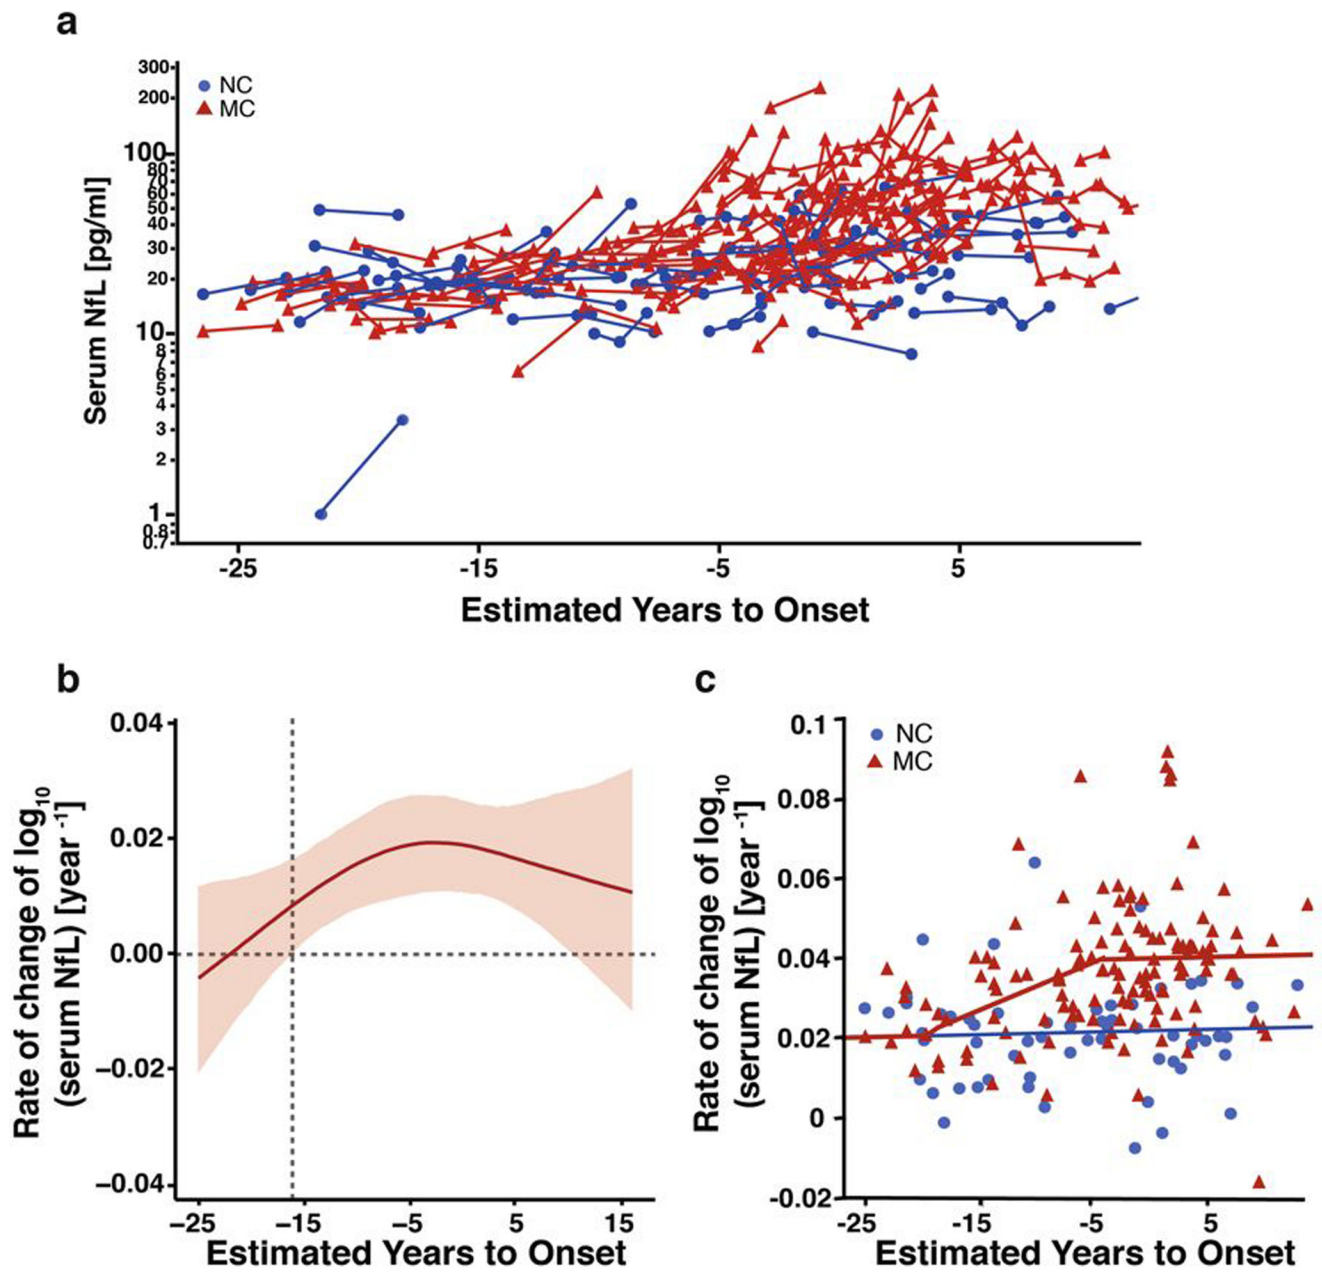 a
NC
MC
300
200
100
80
60
50
40
30
20
10
8
7
6
5
4
3
2
1
0.8
0.7
Serum NfL [pg/ml]
-25 -15 -5 5
Estimated Years to Onset
b
0.04
0.02
0.00
−0.02
−0.04
Rate of change of log10
(serum NfL) [year -1]
−25 −15 −5 5 15
Estimated Years to Onset
c
NC
MC
0.1
0.08
0.06
0.04
0.02
0
-0.02
Rate of change of log10
(serum NfL) [year -1]
-25 -15 -5 5
Estimated Years to Onset